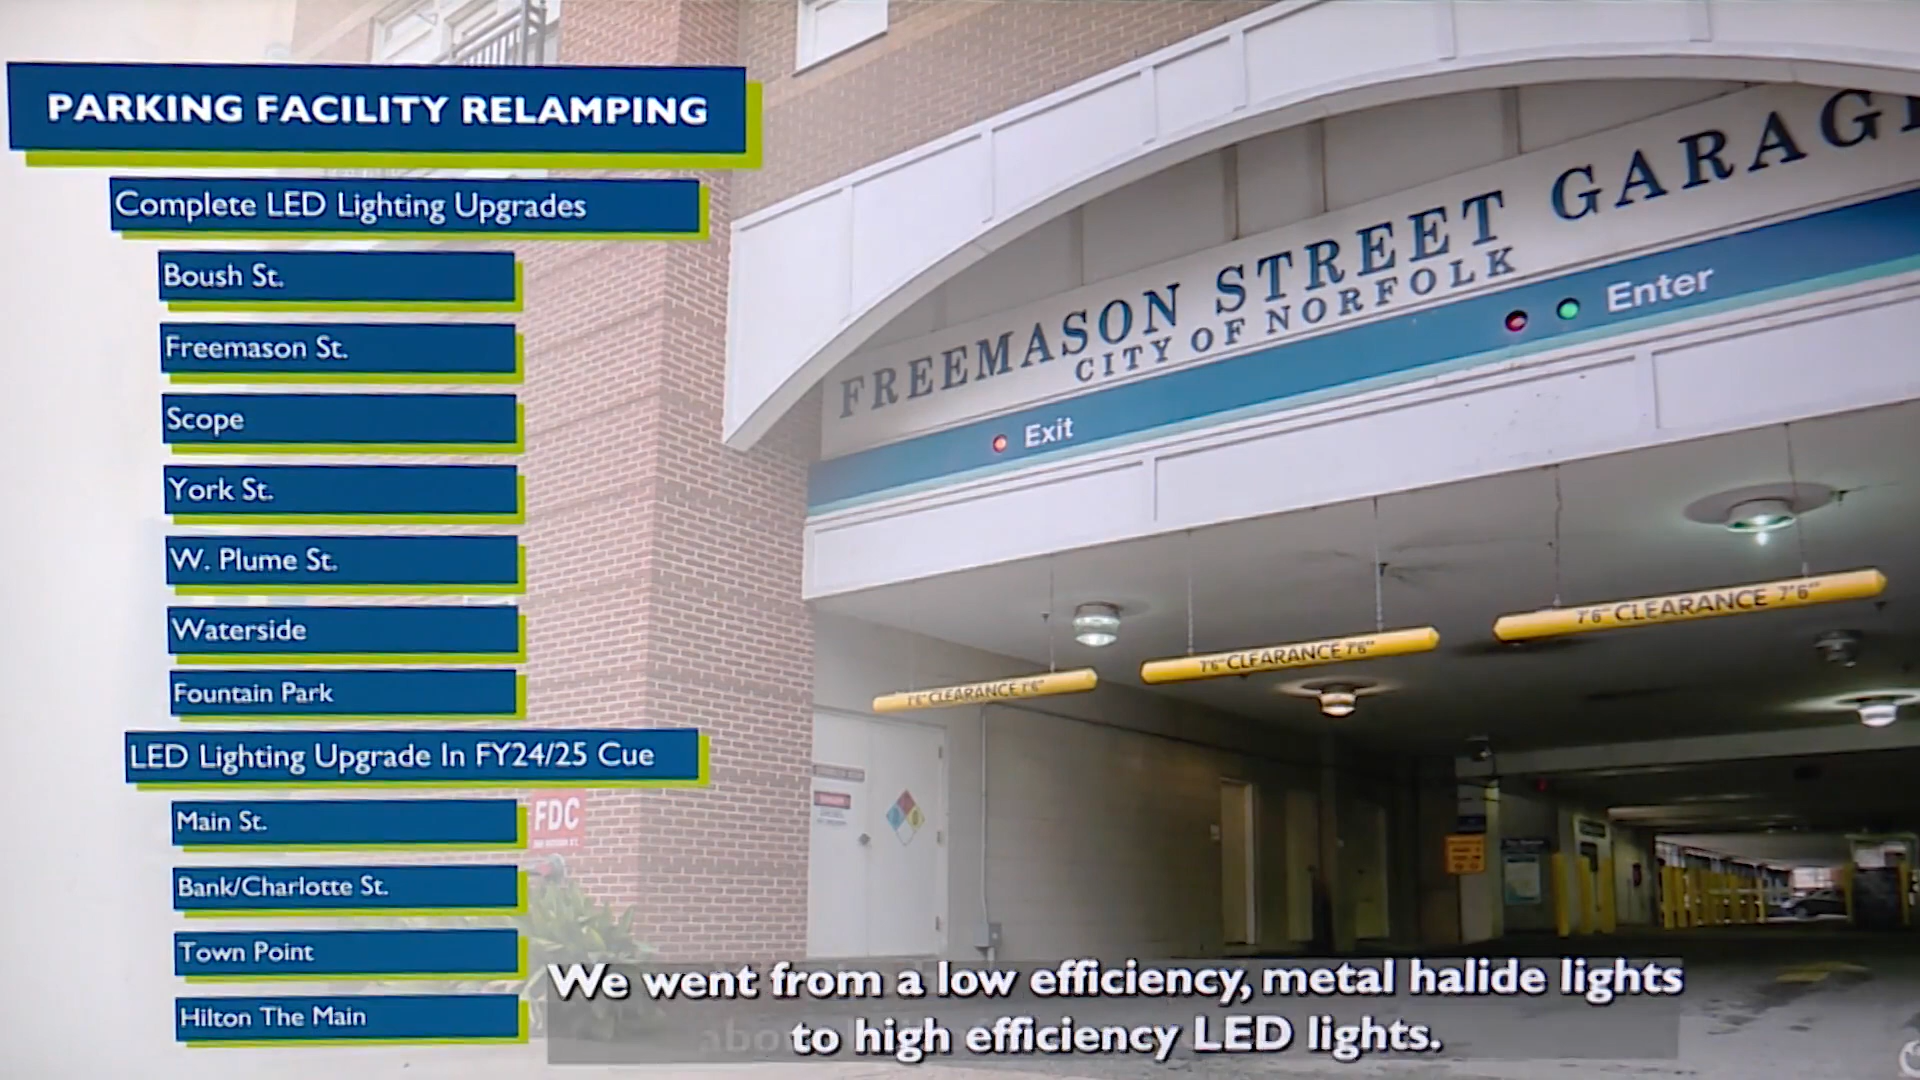 PARKING FACILITY RELAMPING
Complete LED Lighting Upgrades
Boush St.
Freemason St.
Scope
York St.
W. Plume St.
Waterside
Fountain Park
LED Lighting Upgrade In FY24/25 Cue
Main St.
Bank/Charlotte St.
Town Point
Hilton The Main
FREEMASON STREET GARAG
CITY OF NORFOLK
Exit
Enter
7'6" CLEARANCE 7'6"
7'6" CLEARANCE 7'6"
7'6" CLEARANCE 7'6"
FDC
We went from a low efficiency, metal halide lights
to high efficiency LED lights.